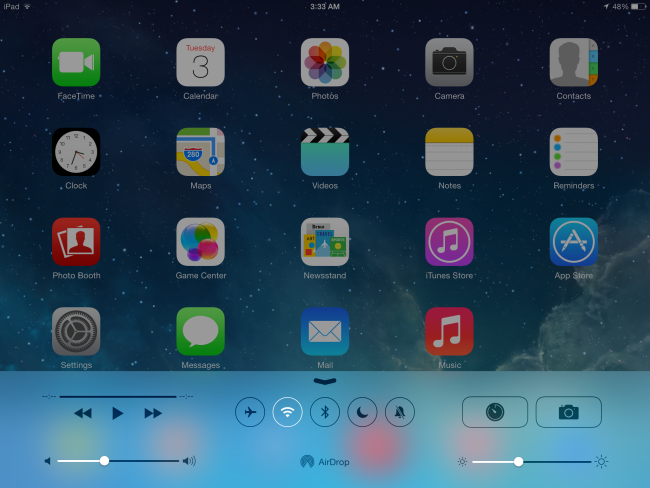 iPad 3:33 AM 48%
Tuesday
3
FaceTime Calendar Photos Camera Contacts
280
Clock Maps Videos Notes Reminders
Photo Booth Game Center Newsstand iTunes Store App Store
Settings Messages Mail Music
--:-- --:--
AirDrop